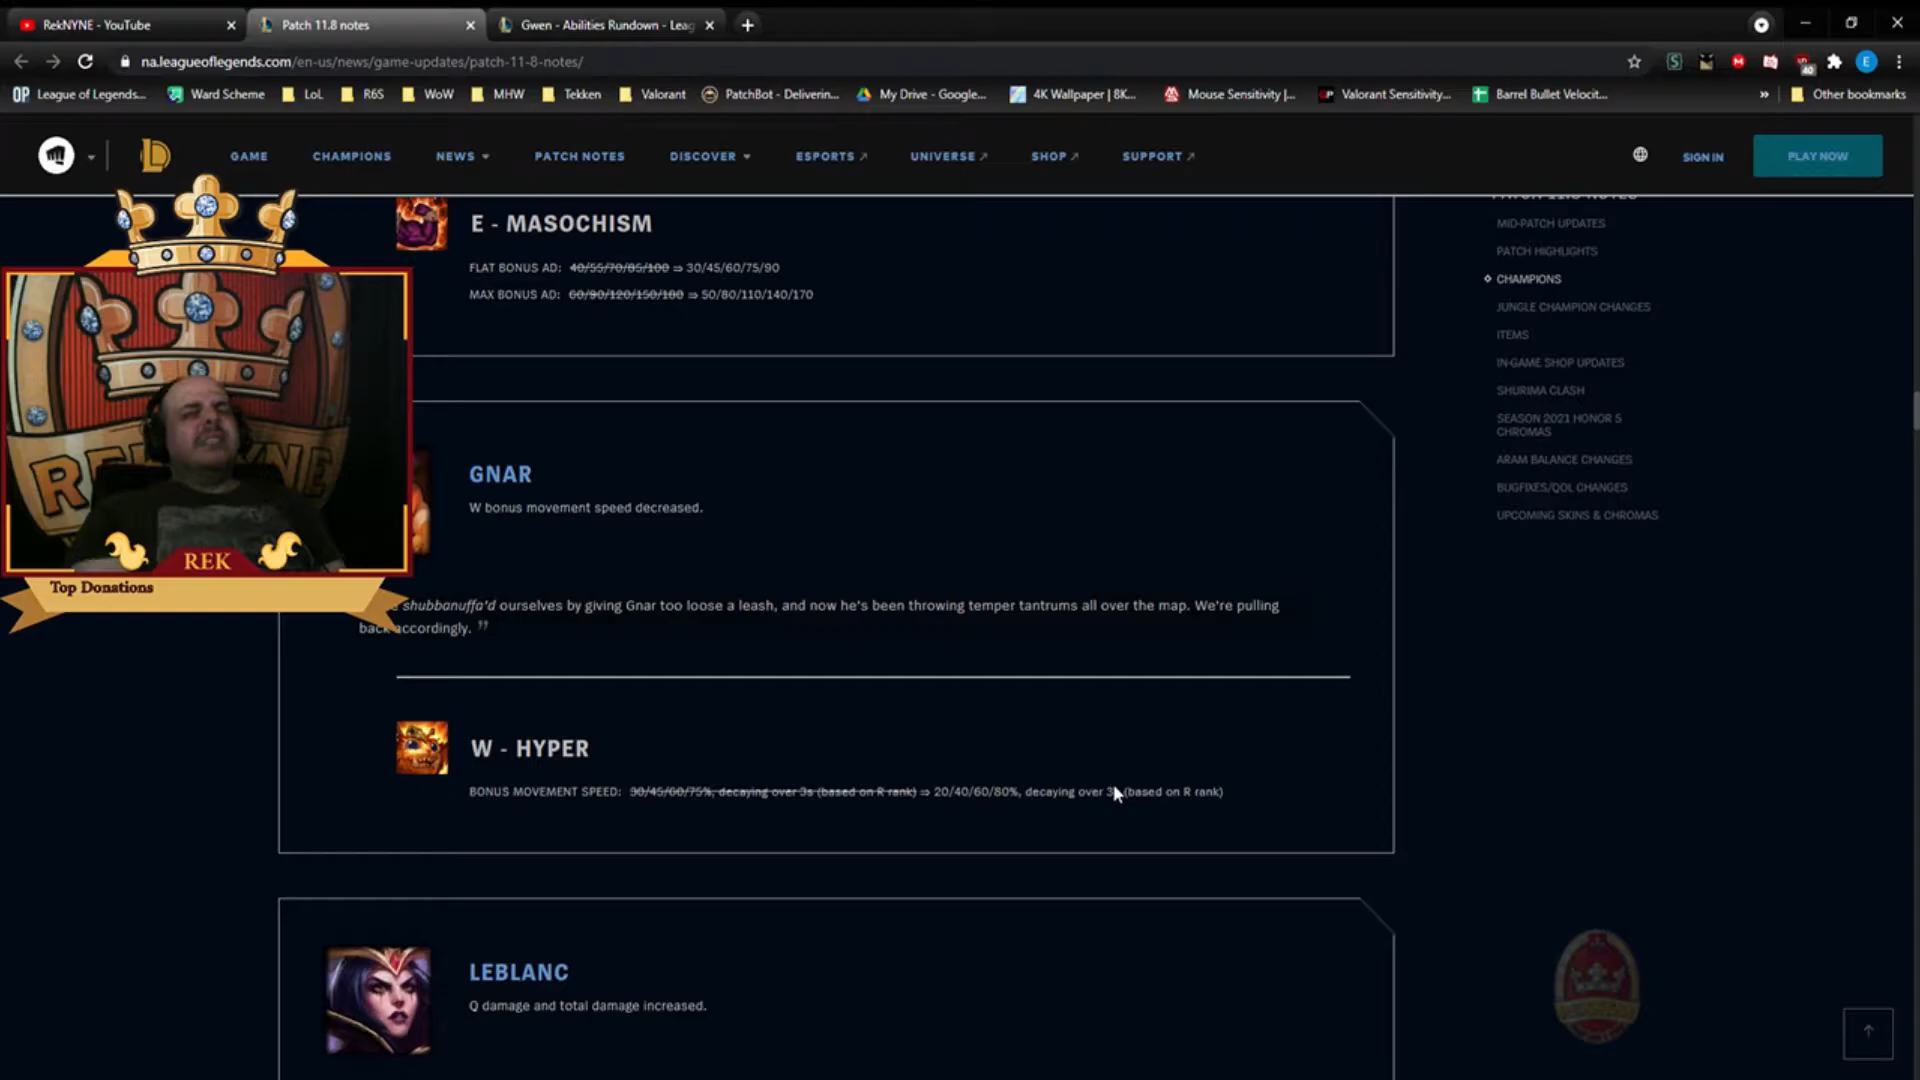 RekNYNE - YouTube
Patch 11.8 notes
Gwen - Abilities Rundown - Leag
na.leagueoflegends.com/en-us/news/game-updates/patch-11-8-notes/
40
E
OP League of Legends...
Ward Scheme
LoL
R6S
WoW
MHW
Tekken
Valorant
PatchBot - Deliverin...
My Drive - Google...
4K Wallpaper | 8K...
Mouse Sensitivity |...
Valorant Sensitivity...
Barrel Bullet Velocit...
»
Other bookmarks
GAME
CHAMPIONS
NEWS
PATCH NOTES
DISCOVER
ESPORTS
UNIVERSE
SHOP
SUPPORT
SIGN IN
PLAY NOW
E - MASOCHISM
FLAT BONUS AD: 40/55/70/85/100 ⇒ 30/45/60/75/90
MAX BONUS AD: 60/90/120/150/180 ⇒ 50/80/110/140/170
GNAR
W bonus movement speed decreased.
shubbanuffa'd ourselves by giving Gnar too loose a leash, and now he's been throwing temper tantrums all over the map. We're pulling
back accordingly. ”
W - HYPER
BONUS MOVEMENT SPEED: 30/45/60/75%, decaying over 3s (based on R rank) ⇒ 20/40/60/80%, decaying over 3 (based on R rank)
LEBLANC
Q damage and total damage increased.
PATCH 11.8 NOTES
MID-PATCH UPDATES
PATCH HIGHLIGHTS
CHAMPIONS
JUNGLE CHAMPION CHANGES
ITEMS
IN-GAME SHOP UPDATES
SHURIMA CLASH
SEASON 2021 HONOR 5
CHROMAS
ARAM BALANCE CHANGES
BUGFIXES/QOL CHANGES
UPCOMING SKINS & CHROMAS
REK
Top Donations